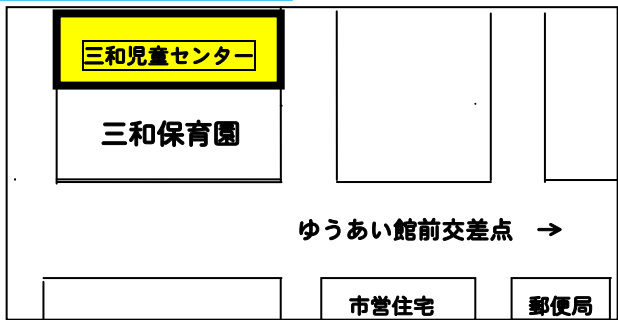 三和児童センター
三和保育園
ゆうあい館前交差点 →
市営住宅
郵便局